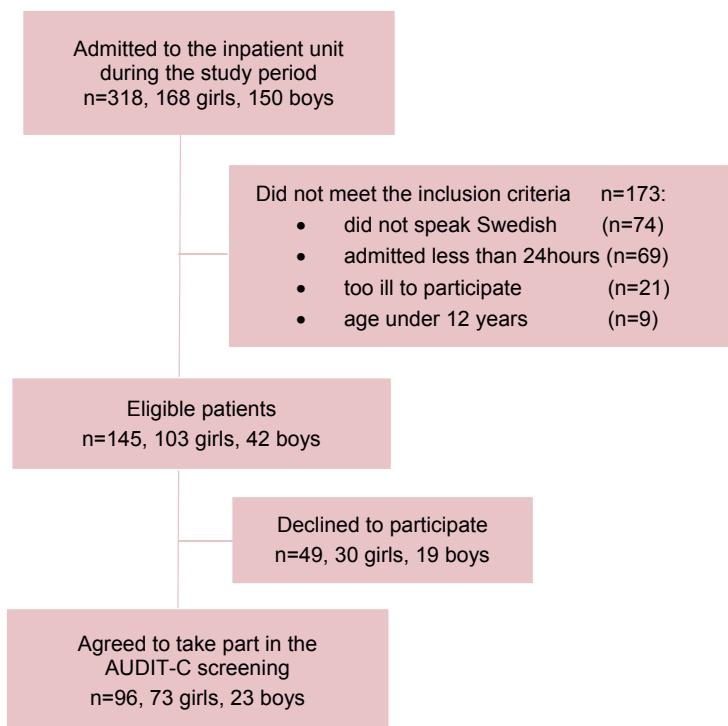 Admitted to the inpatient unit
during the study period
n=318, 168 girls, 150 boys
Did not meet the inclusion criteria n=173:
• did not speak Swedish (n=74)
• admitted less than 24hours (n=69)
• too ill to participate (n=21)
• age under 12 years (n=9)
Eligible patients
n=145, 103 girls, 42 boys
Declined to participate
n=49, 30 girls, 19 boys
Agreed to take part in the
AUDIT-C screening
n=96, 73 girls, 23 boys